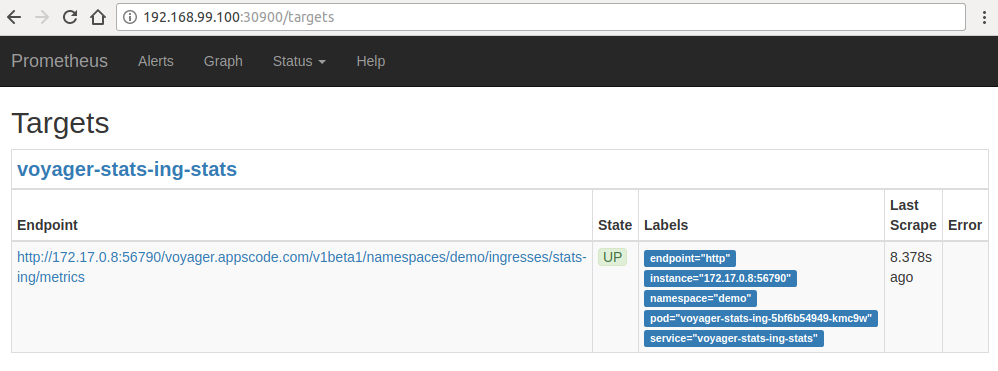 192.168.99.100:30900/targets
Prometheus Alerts Graph Status Help
Targets
voyager-stats-ing-stats
Endpoint State Labels Last Scrape Error
http://172.17.0.8:56790/voyager.appscode.com/v1beta1/namespaces/demo/ingresses/stats-
ing/metrics
UP
endpoint="http"
instance="172.17.0.8:56790"
namespace="demo"
pod="voyager-stats-ing-5bf6b54949-kmc9w"
service="voyager-stats-ing-stats"
8.378s
ago